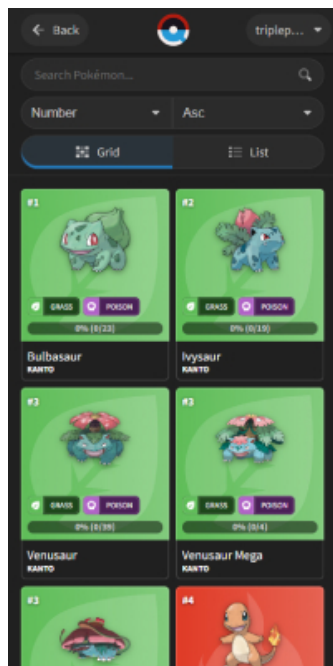 Back
triplep...
Search Pokémon...
Number
Asc
Grid
List
#1
GRASS
POISON
0% (0/23)
Bulbasaur
KANTO
#2
GRASS
POISON
0% (0/19)
Ivysaur
KANTO
#3
GRASS
POISON
0% (0/39)
Venusaur
KANTO
#3
GRASS
POISON
0% (0/4)
Venusaur Mega
KANTO
#3
#4